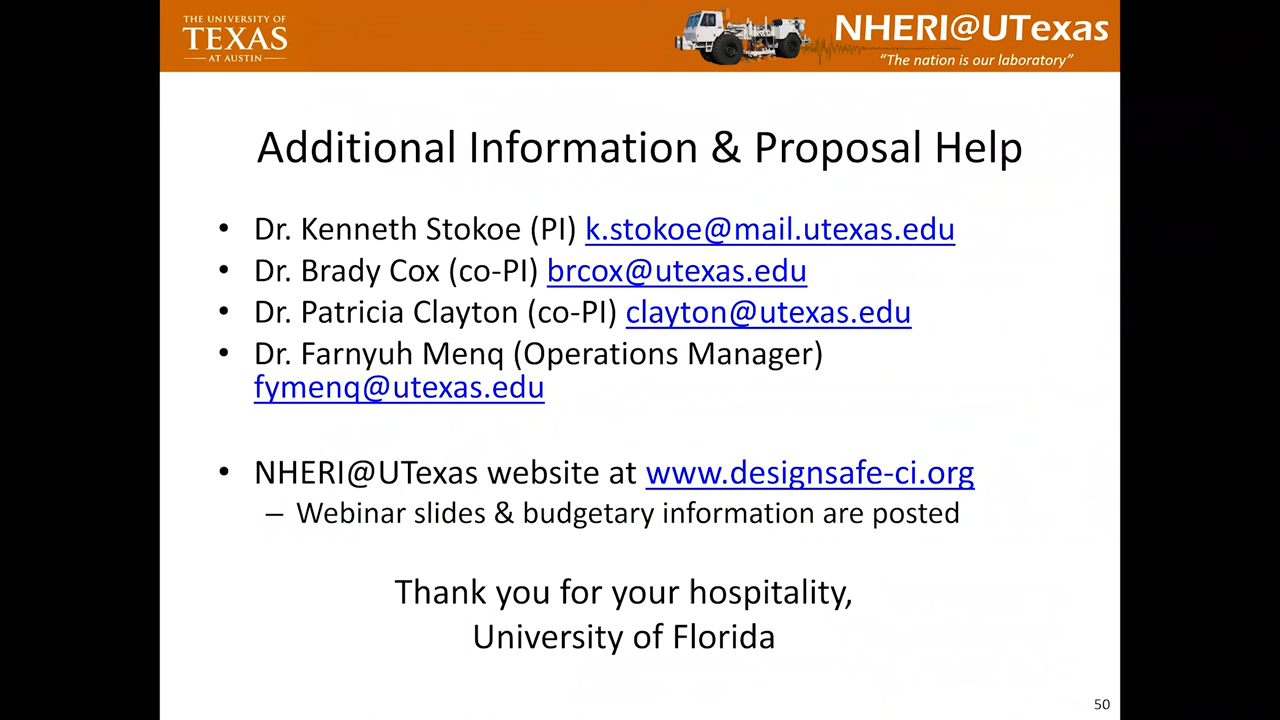 THE UNIVERSITY OF
TEXAS
AT AUSTIN
NHERI@UTexas
“The nation is our laboratory”
Additional Information & Proposal Help
• Dr. Kenneth Stokoe (PI) k.stokoe@mail.utexas.edu
• Dr. Brady Cox (co-PI) brcox@utexas.edu
• Dr. Patricia Clayton (co-PI) clayton@utexas.edu
• Dr. Farnyuh Menq (Operations Manager)
fymenq@utexas.edu
• NHERI@UTexas website at www.designsafe-ci.org
– Webinar slides & budgetary information are posted
Thank you for your hospitality,
University of Florida
50